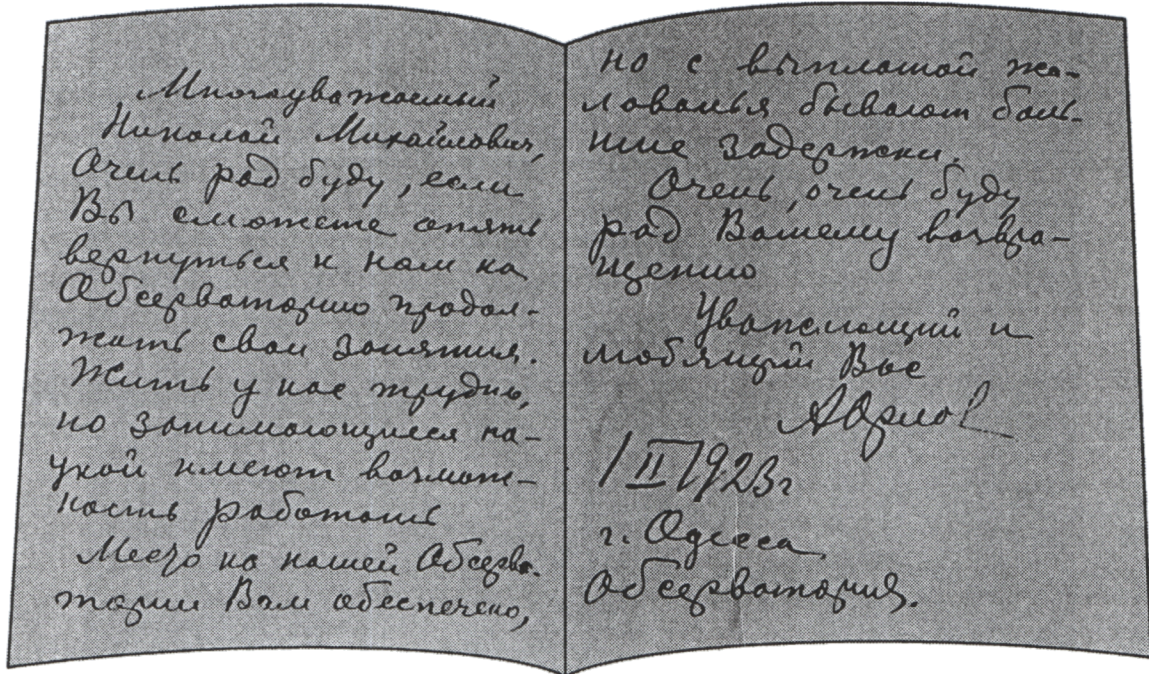 Многоуважаемый
Николай Михайлович,
Очень рад буду, если
Вы сможете опять
вернуться к нам на
Обсерваторию продол-
жать свои занятия.
Жить у нас трудно,
но занимающиеся на-
укой имеют возмож-
ность работать
Место на нашей Обсерва-
тории Вам обеспечено,
но с выплатой жа-
лованья бывают боль-
шие задержки.
Очень, очень буду
рад Вашему возвра-
щению
Уважающий и
любящий Вас
АОрлов
1 II 1923г
г. Одесса
Обсерватория.